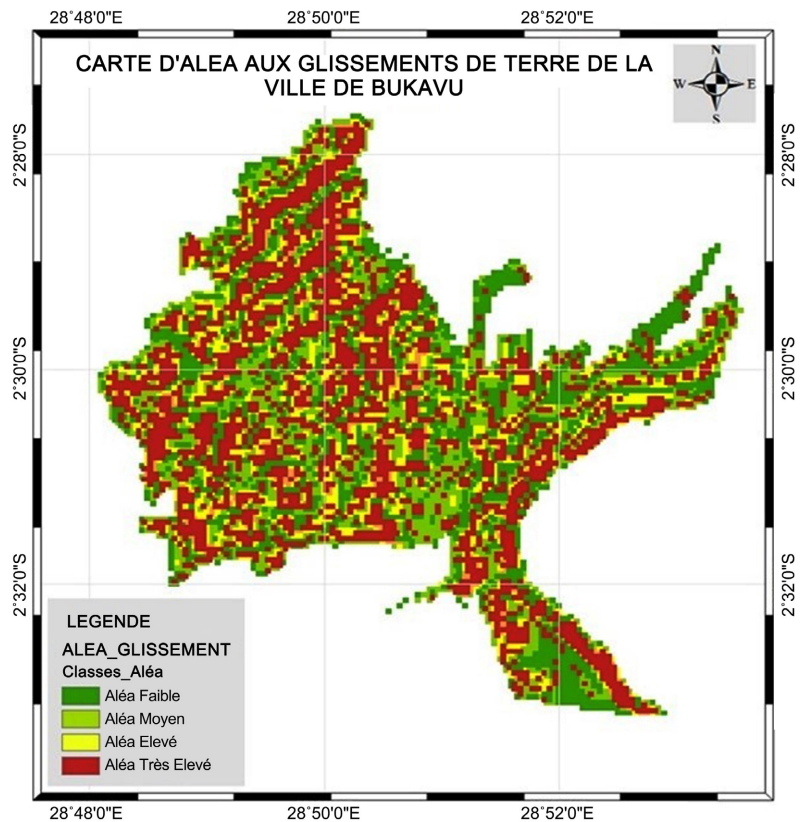 28°48'0"E 28°50'0"E 28°52'0"E
CARTE D'ALEA AUX GLISSEMENTS DE TERRE DE LA
VILLE DE BUKAVU
N
W E
S
2°28'0"S 2°28'0"S
2°30'0"S 2°30'0"S
2°32'0"S 2°32'0"S
LEGENDE
ALEA_GLISSEMENT
Classes_Aléa
Aléa Faible
Aléa Moyen
Aléa Elevé
Aléa Très Elevé
28°48'0"E 28°50'0"E 28°52'0"E